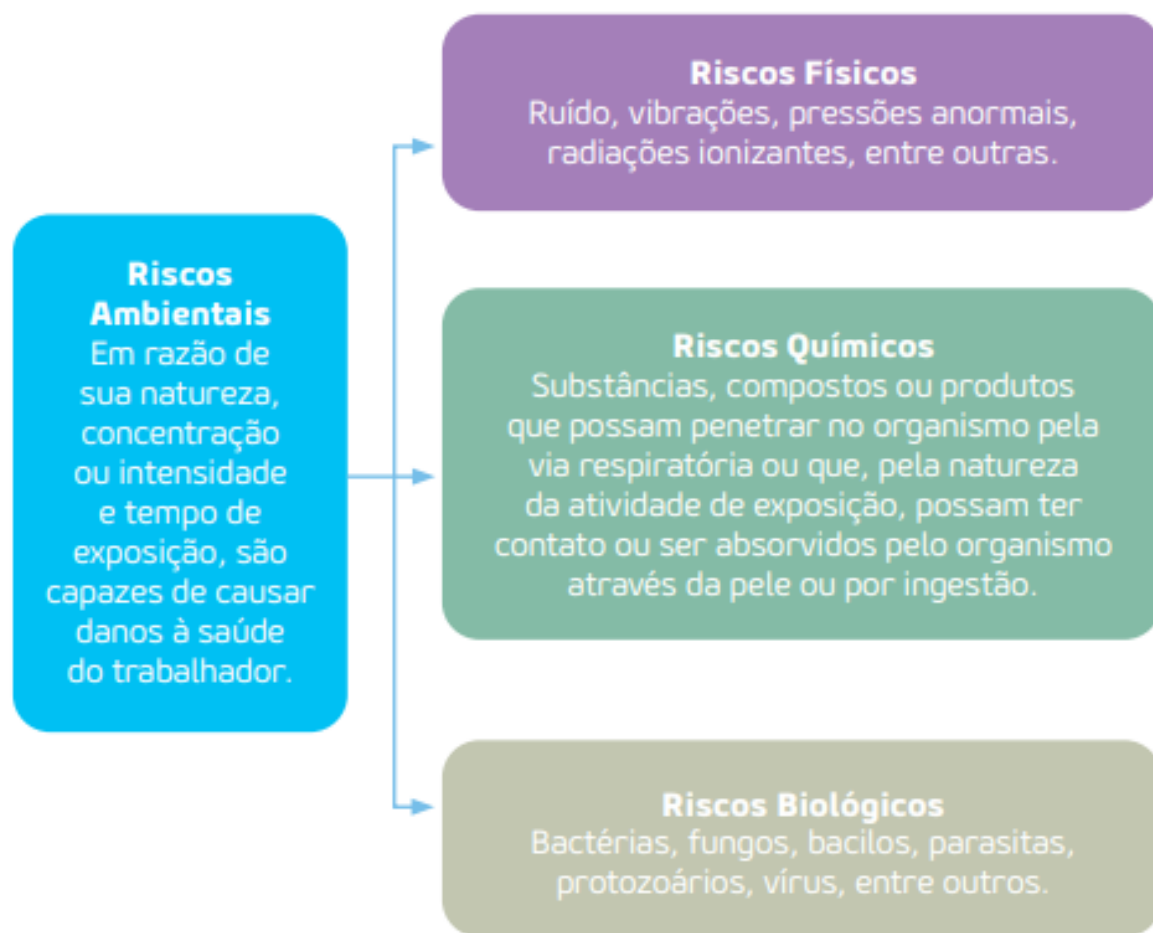 Riscos
Ambientais
Em razão de
sua natureza,
concentração
ou intensidade
e tempo de
exposição, são
capazes de causar
danos à saúde
do trabalhador.
Riscos Físicos
Ruído, vibrações, pressões anormais,
radiações ionizantes, entre outras.
Riscos Químicos
Substâncias, compostos ou produtos
que possam penetrar no organismo pela
via respiratória ou que, pela natureza
da atividade de exposição, possam ter
contato ou ser absorvidos pelo organismo
através da pele ou por ingestão.
Riscos Biológicos
Bactérias, fungos, bacilos, parasitas,
protozoários, vírus, entre outros.